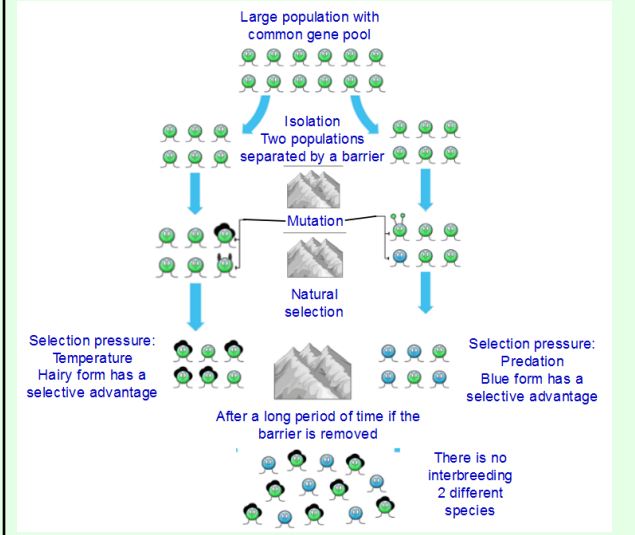 Large population with
common gene pool
Isolation
Two populations
separated by a barrier
Mutation
Natural
selection
Selection pressure:
Temperature
Hairy form has a
selective advantage
Selection pressure:
Predation
Blue form has a
selective advantage
After a long period of time if the
barrier is removed
There is no
interbreeding
2 different
species